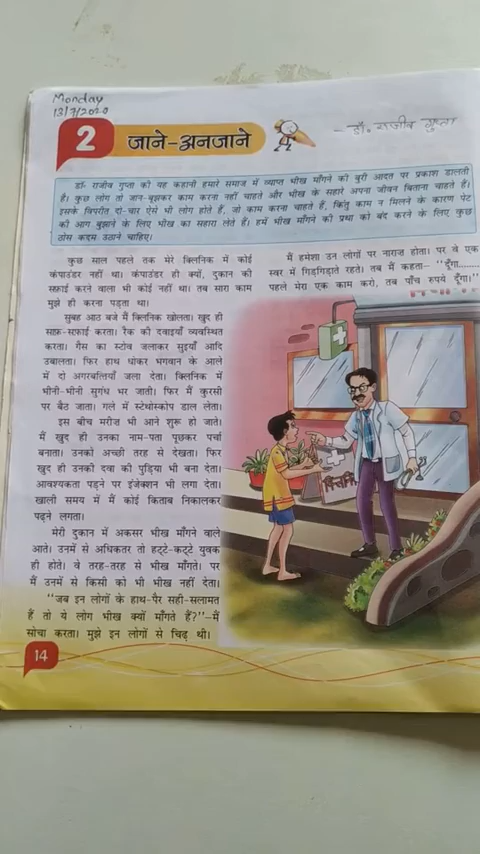 Monday
13/7/2020
2
जाने-अनजाने
- डॉ. राजीव गुप्ता
डॉ॰ राजीव गुप्ता की यह कहानी हमारे समाज में व्याप्त भीख माँगने की बुरी आदत पर प्रकाश डालती
है। कुछ लोग तो जान-बूझकर काम करना नहीं चाहते और भीख के सहारे अपना जीवन बिताना चाहते हैं।
इसके विपरीत दो-चार ऐसे भी लोग होते हैं, जो काम करना चाहते हैं, किंतु काम न मिलने के कारण पेट
की आग बुझाने के लिए भीख का सहारा लेते हैं। हमें भीख माँगने की प्रथा को बंद करने के लिए कुछ
ठोस कदम उठाने चाहिए।
कुछ साल पहले तक मेरे क्लिनिक में कोई
कंपाउंडर नहीं था। कंपाउंडर ही क्यों, दुकान की
सफ़ाई करने वाला भी कोई नहीं था। तब सारा काम
मुझे ही करना पड़ता था।
सुबह आठ बजे मैं क्लिनिक खोलता। खुद ही
साफ़-सफ़ाई करता। रैक की दवाइयाँ व्यवस्थित
करता। गैस का स्टोव जलाकर सुइयाँ आदि
उबालता। फिर हाथ धोकर भगवान के आले
में दो अगरबत्तियाँ जला देता। क्लिनिक में
भीनी-भीनी सुगंध भर जाती। फिर मैं कुरसी
पर बैठ जाता। गले में स्टेथोस्कोप डाल लेता।
इस बीच मरीज भी आने शुरू हो जाते।
मैं खुद ही उनका नाम-पता पूछकर पर्चा
बनाता। उनको अच्छी तरह से देखता। फिर
खुद ही उनको दवा की पुड़िया भी बना देता।
आवश्यकता पड़ने पर इंजेक्शन भी लगा देता।
खाली समय में मैं कोई किताब निकालकर
पढ़ने लगता।
मेरी दुकान में अकसर भीख माँगने वाले
आते। उनमें से अधिकतर तो हट्टे-कट्टे युवक
ही होते। वे तरह-तरह से भीख माँगते। पर
मैं उनमें से किसी को भी भीख नहीं देता।
"जब इन लोगों के हाथ-पैर सही-सलामत
हैं तो ये लोग भीख क्यों माँगते हैं?"–मैं
सोचा करता। मुझे इन लोगों से चिढ़ थी।
मैं हमेशा उन लोगों पर नाराज़ होता। पर वे एक
स्वर में गिड़गिड़ाते रहते। तब मैं कहता– "दूँगा......
पहले मेरा एक काम करो, तब पाँच रुपये दूँगा।"
14